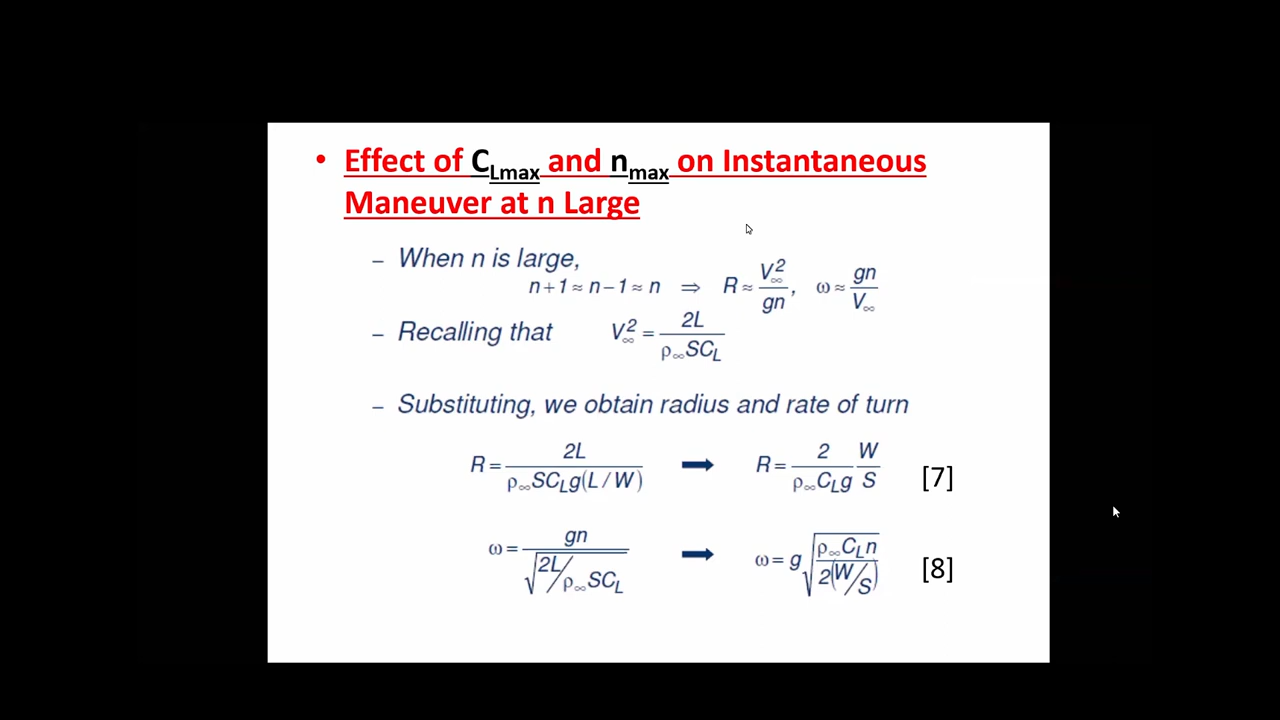 • Effect of CLmax and nmax on Instantaneous
Maneuver at n Large
– When n is large,
n+1≈n−1≈n ⇒ R≈V∞²/gn, ω≈gn/V∞
– Recalling that V∞²=2L/ρ∞SCL
– Substituting, we obtain radius and rate of turn
R=2L/ρ∞SCLg(L/W) ➡ R=2/ρ∞CLg W/S [7]
ω=gn/√(2L/ρ∞SCL) ➡ ω=g√(ρ∞CLn/2(W/S)) [8]